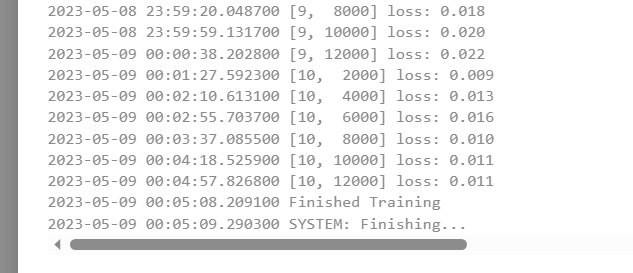 2023-05-08 23:59:20.048700 [9,  8000] loss: 0.018
2023-05-08 23:59:59.131700 [9, 10000] loss: 0.020
2023-05-09 00:00:38.202800 [9, 12000] loss: 0.022
2023-05-09 00:01:27.592300 [10,  2000] loss: 0.009
2023-05-09 00:02:10.613100 [10,  4000] loss: 0.013
2023-05-09 00:02:55.703700 [10,  6000] loss: 0.016
2023-05-09 00:03:37.085500 [10,  8000] loss: 0.010
2023-05-09 00:04:18.525900 [10, 10000] loss: 0.011
2023-05-09 00:04:57.826800 [10, 12000] loss: 0.011
2023-05-09 00:05:08.209100 Finished Training
2023-05-09 00:05:09.290300 SYSTEM: Finishing...